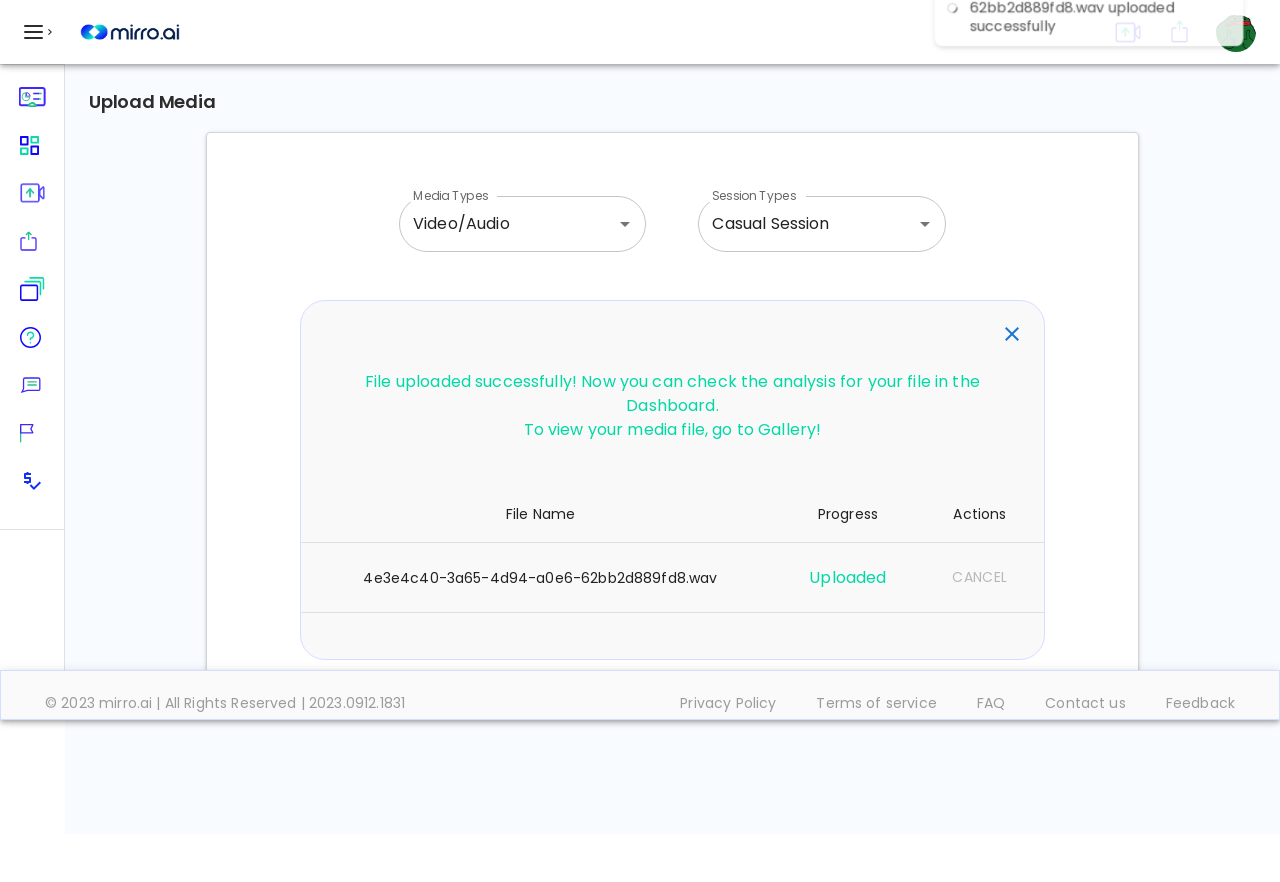 mirro.ai
62bb2d889fd8.wav uploaded
successfully
Upload Media
Media Types
Session Types
Video/Audio
Casual Session
File uploaded successfully! Now you can check the analysis for your file in the
Dashboard.
To view your media file, go to Gallery!
File Name Progress Actions
4e3e4c40-3a65-4d94-a0e6-62bb2d889fd8.wav Uploaded CANCEL
© 2023 mirro.ai | All Rights Reserved | 2023.0912.1831
Privacy Policy Terms of service FAQ Contact us Feedback